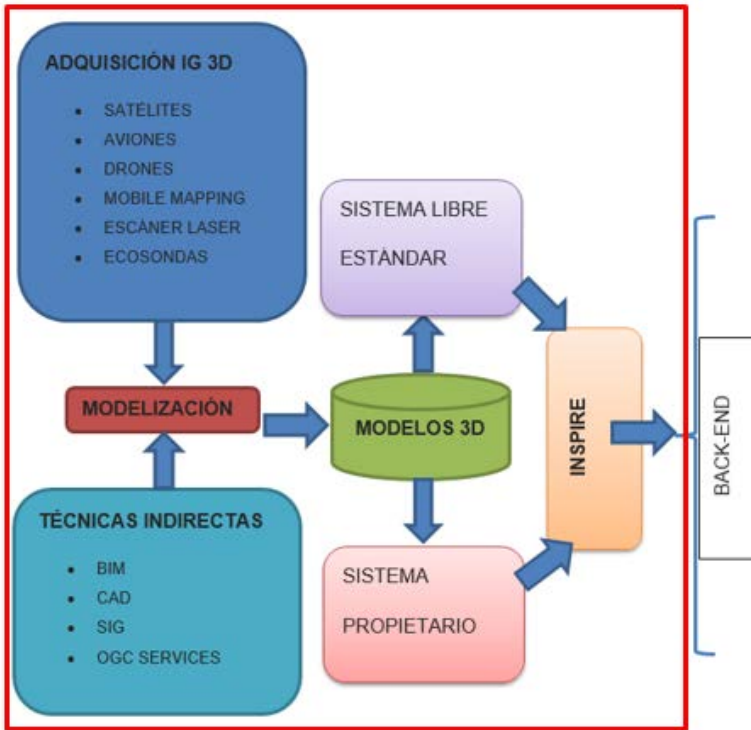 ADQUISICIÓN IG 3D
• SATÉLITES
• AVIONES
• DRONES
• MOBILE MAPPING
• ESCÁNER LASER
• ECOSONDAS
SISTEMA LIBRE
ESTÁNDAR
MODELIZACIÓN
MODELOS 3D
INSPIRE
BACK-END
TÉCNICAS INDIRECTAS
• BIM
• CAD
• SIG
• OGC SERVICES
SISTEMA
PROPIETARIO